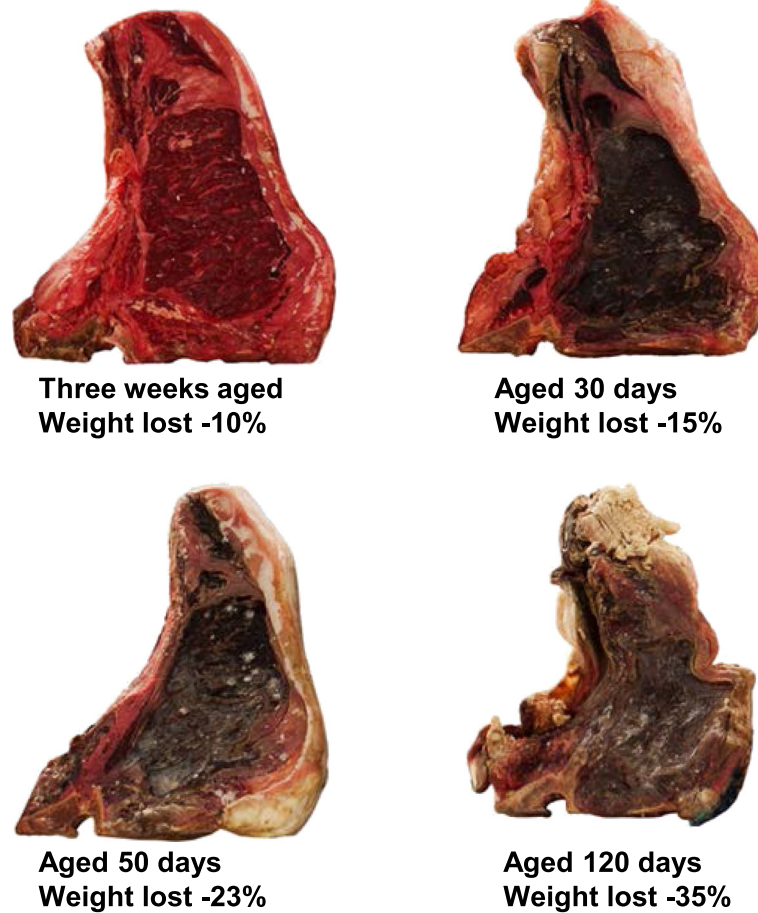 Three weeks aged
Weight lost -10%
Aged 30 days
Weight lost -15%
Aged 50 days
Weight lost -23%
Aged 120 days
Weight lost -35%